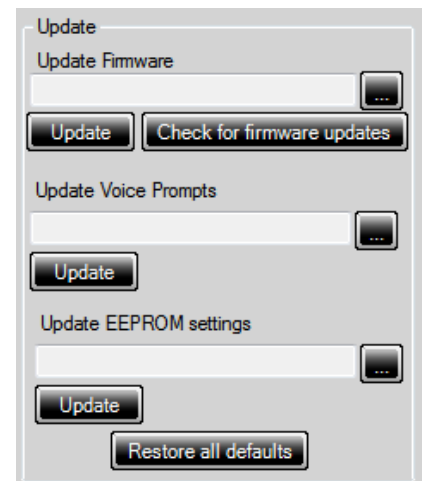 Update
Update Firmware
...
Update Check for firmware updates
Update Voice Prompts
...
Update
Update EEPROM settings
...
Update
Restore all defaults